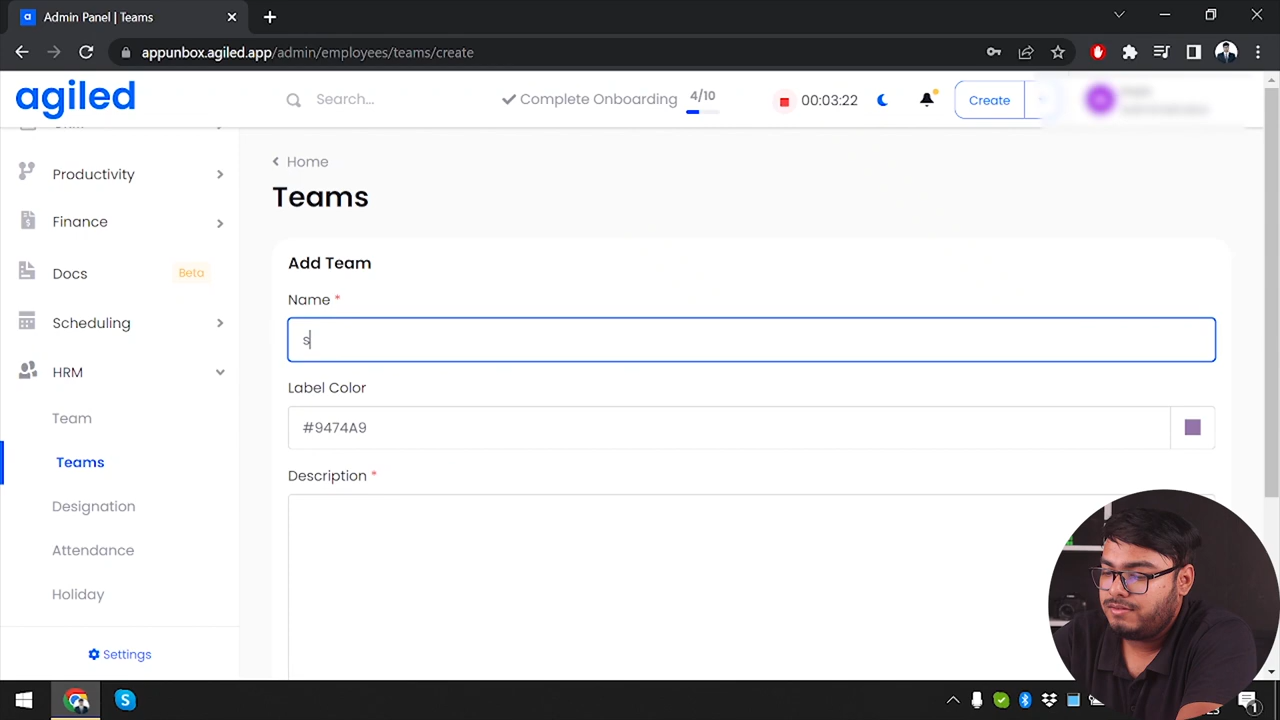 Admin Panel | Teams
appunbox.agiled.app/admin/employees/teams/create
agiled
Search...
Complete Onboarding
4/10
00:03:22
Create
Productivity
Finance
Docs
Beta
Scheduling
HRM
Team
Teams
Designation
Attendance
Holiday
Settings
Home
Teams
Add Team
Name *
s
Label Color
#9474A9
Description *
1